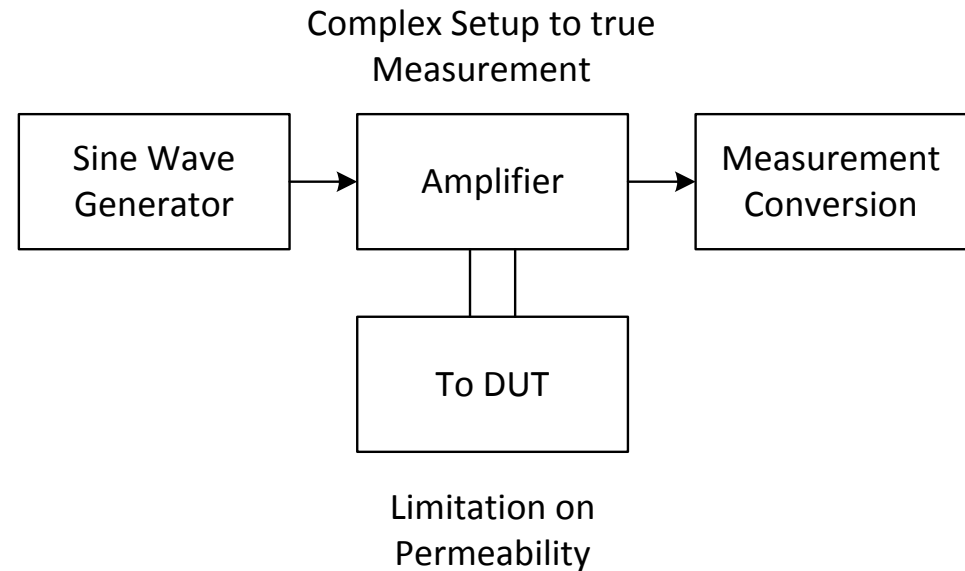 Complex Setup to true
Measurement
Sine Wave
Generator
Amplifier
Measurement
Conversion
To DUT
Limitation on
Permeability